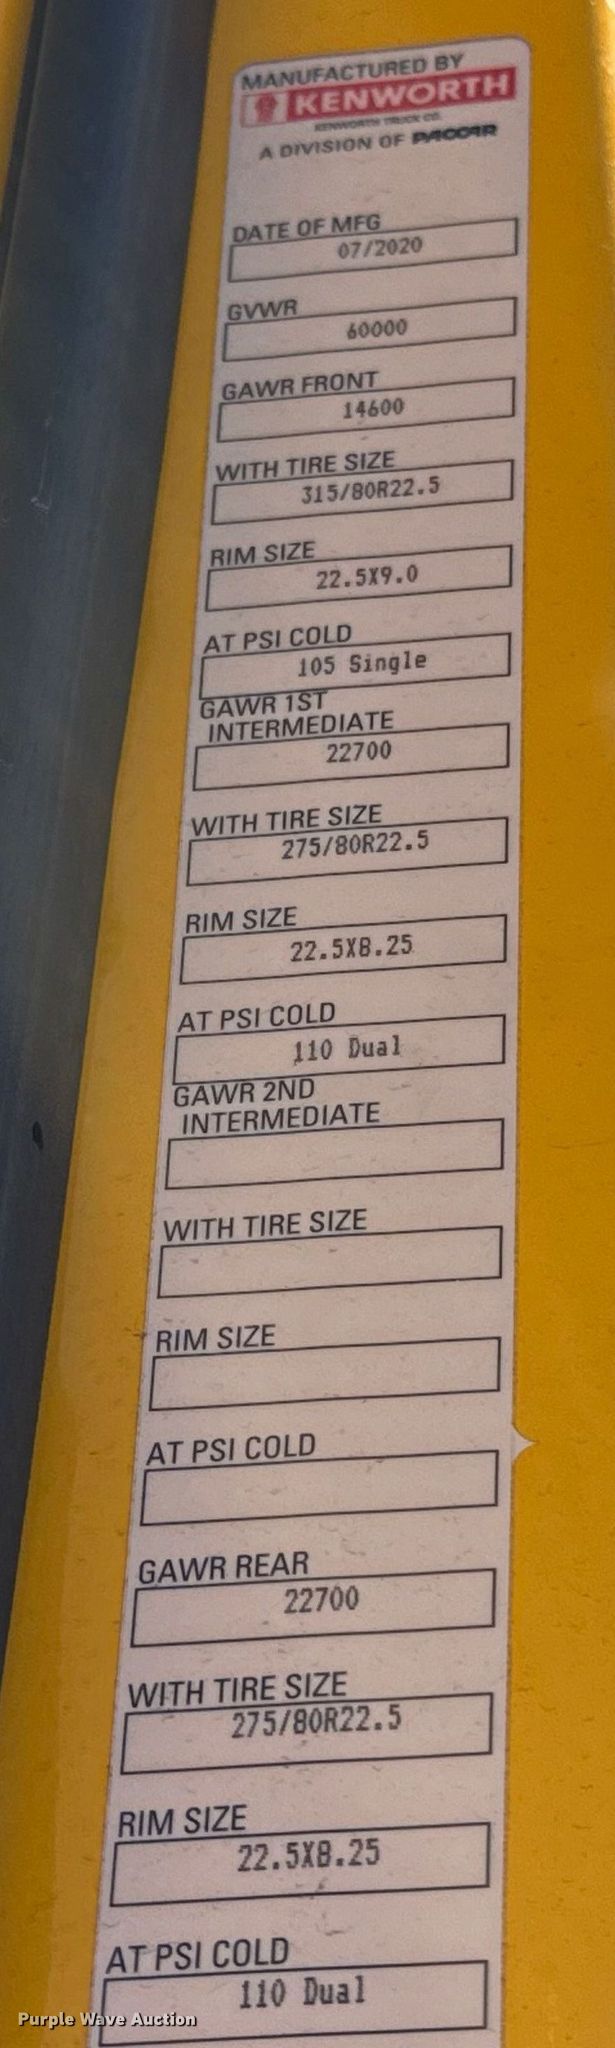 MANUFACTURED BY
KENWORTH
KENWORTH TRUCK CO.
A DIVISION OF PACCAR
DATE OF MFG
07/2020
GVWR
60000
GAWR FRONT
14600
WITH TIRE SIZE
315/80R22.5
RIM SIZE
22.5X9.0
AT PSI COLD
105 Single
GAWR 1ST
INTERMEDIATE
22700
WITH TIRE SIZE
275/80R22.5
RIM SIZE
22.5X8.25
AT PSI COLD
110 Dual
GAWR 2ND
INTERMEDIATE
WITH TIRE SIZE
RIM SIZE
AT PSI COLD
GAWR REAR
22700
WITH TIRE SIZE
275/80R22.5
RIM SIZE
22.5X8.25
AT PSI COLD
110 Dual
Purple Wave Auction